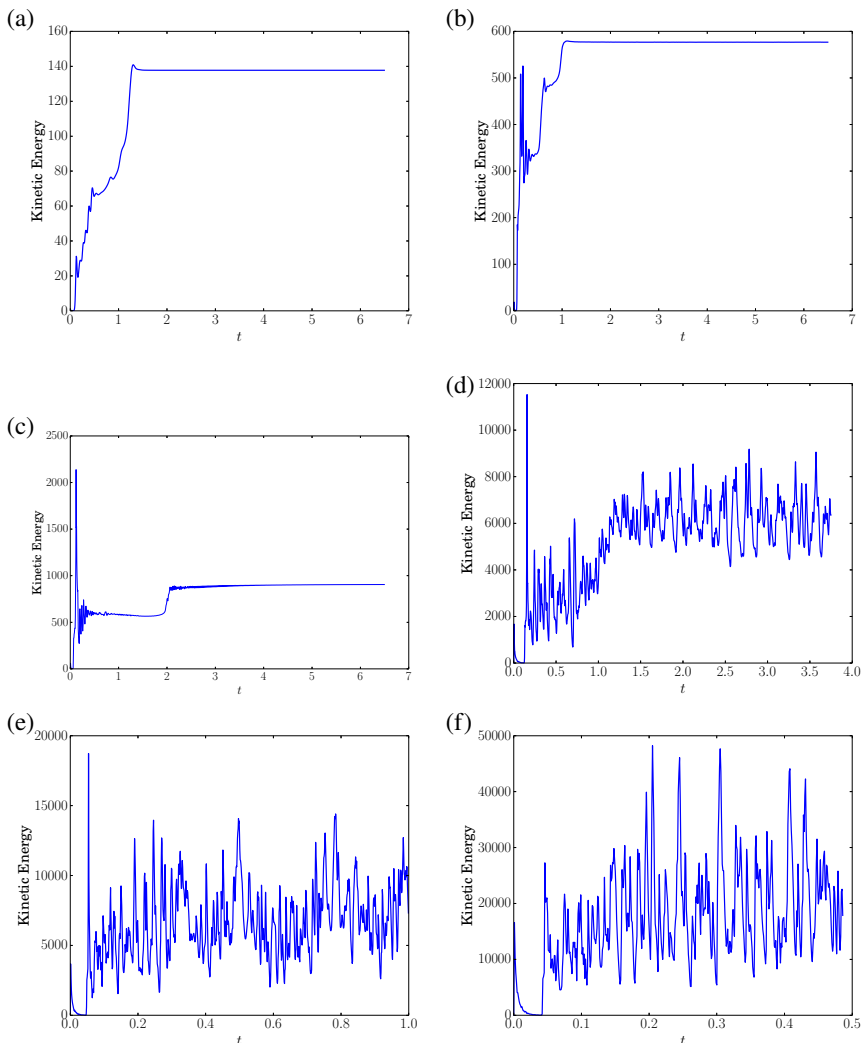 (a)
160
140
120
100
80
60
40
20
0
Kinetic Energy
0 1 2 3 4 5 6 7
t
(b)
600
500
400
300
200
100
0
Kinetic Energy
0 1 2 3 4 5 6 7
t
(c)
2500
2000
1500
1000
500
0
Kinetic Energy
0 1 2 3 4 5 6 7
t
(d)
12000
10000
8000
6000
4000
2000
0
Kinetic Energy
0.0 0.5 1.0 1.5 2.0 2.5 3.0 3.5 4.0
t
(e)
20000
15000
10000
5000
0
Kinetic Energy
0.0 0.2 0.4 0.6 0.8 1.0
t
(f)
50000
40000
30000
20000
10000
0
Kinetic Energy
0.0 0.1 0.2 0.3 0.4 0.5
t